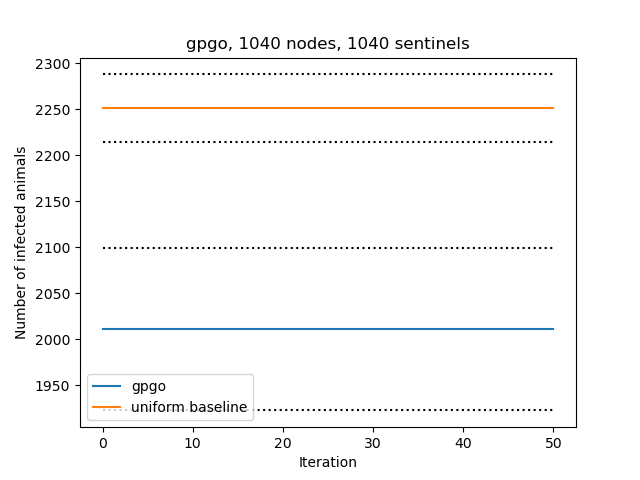 gpgo, 1040 nodes, 1040 sentinels
Number of infected animals
2300
2250
2200
2150
2100
2050
2000
1950
gpgo
uniform baseline
0 10 20 30 40 50
Iteration